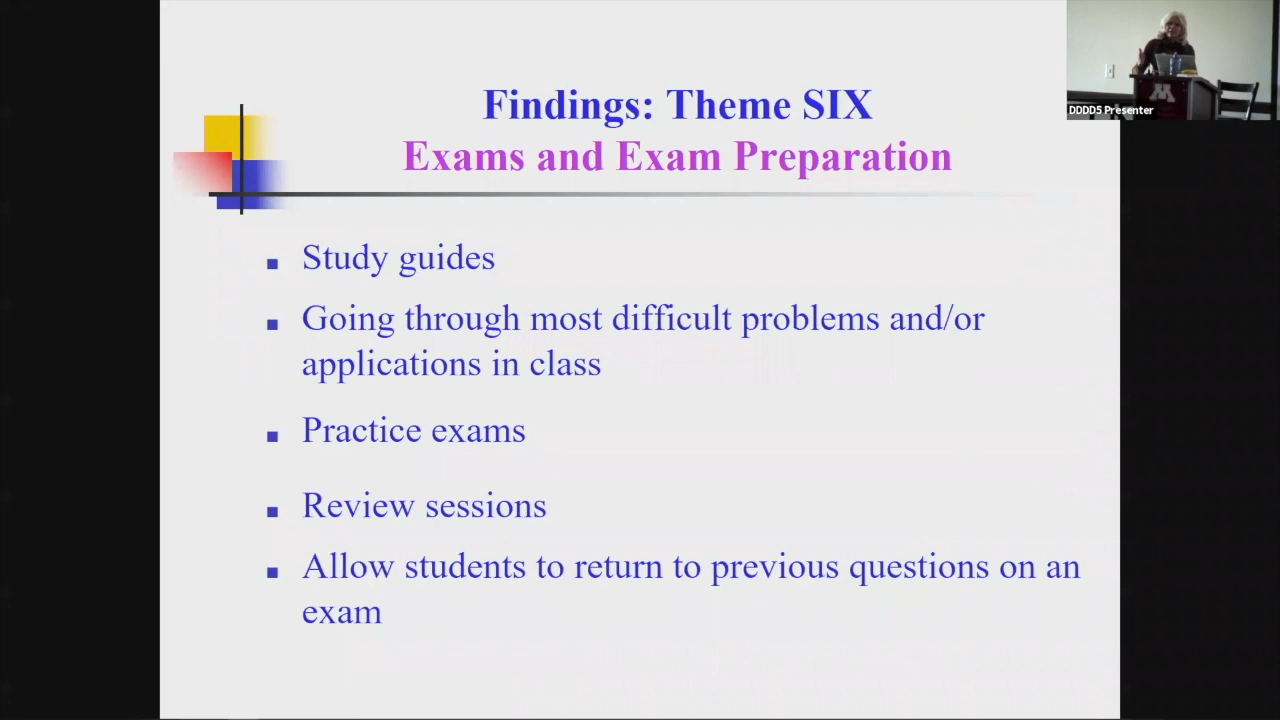 Findings: Theme SIX
Exams and Exam Preparation
Study guides
Going through most difficult problems and/or
applications in class
Practice exams
Review sessions
Allow students to return to previous questions on an
exam
M
DDDD5 Presenter